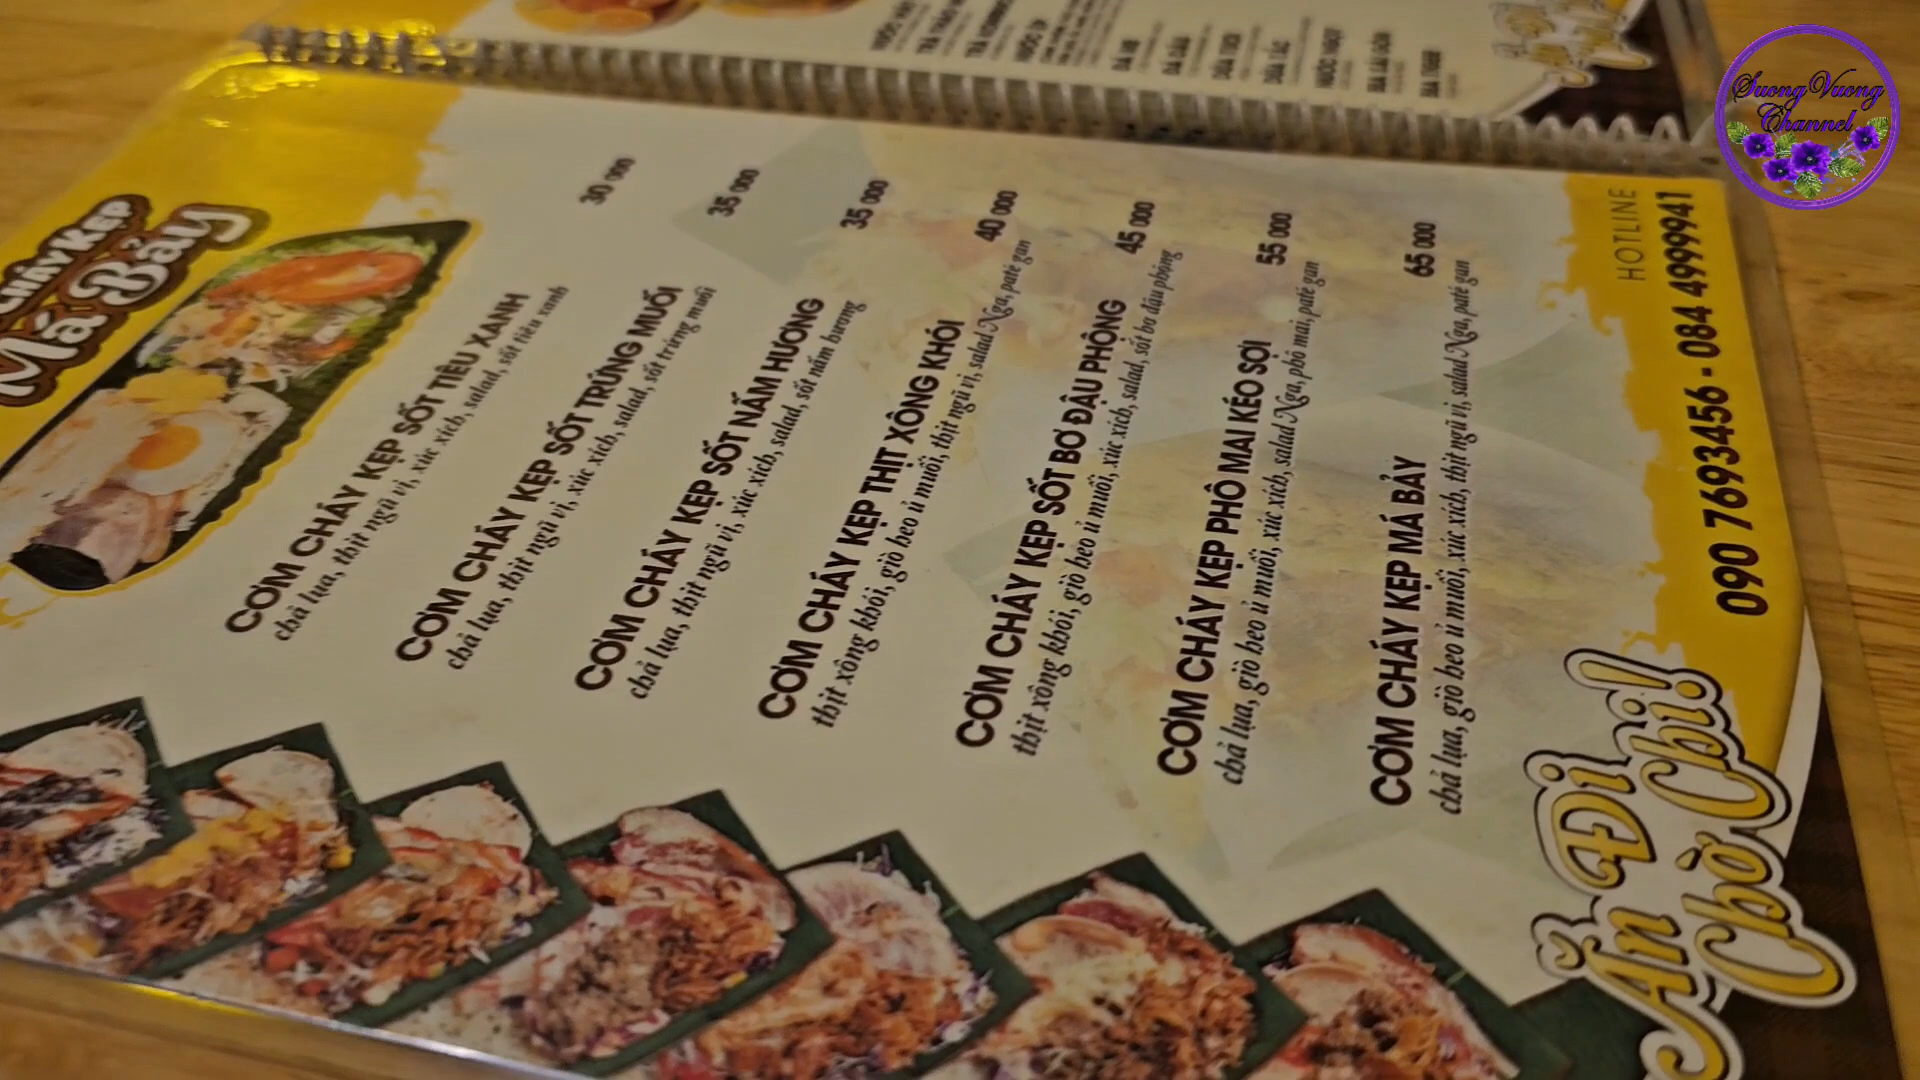 CHÁY KẸP
Má Bảy
CƠM CHÁY KẸP SỐT TIÊU XANH 30 000
chả lụa, thịt ngũ vị, xúc xích, salad, sốt tiêu xanh
CƠM CHÁY KẸP SỐT TRỨNG MUỐI 35 000
chả lụa, thịt ngũ vị, xúc xích, salad, sốt trứng muối
CƠM CHÁY KẸP SỐT NẤM HƯƠNG 35 000
chả lụa, thịt ngũ vị, xúc xích, salad, sốt nấm hương
CƠM CHÁY KẸP THỊT XÔNG KHÓI 40 000
thịt xông khói, giò heo ủ muối, thịt ngũ vị, salad Nga, paté gan
CƠM CHÁY KẸP SỐT BƠ ĐẬU PHỘNG 45 000
thịt xông khói, giò heo ủ muối, xúc xích, salad, sốt bơ đậu phộng
CƠM CHÁY KẸP PHÔ MAI KÉO SỢI 55 000
chả lụa, giò heo ủ muối, xúc xích, salad Nga, phô mai, paté gan
CƠM CHÁY KẸP MÁ BẢY 65 000
chả lụa, giò heo ủ muối, xúc xích, thịt ngũ vị, salad Nga, paté gan
HOTLINE
090 7693456 - 084 4999941
Ăn Đi
Chờ Chi!
SuongVuong
Channel